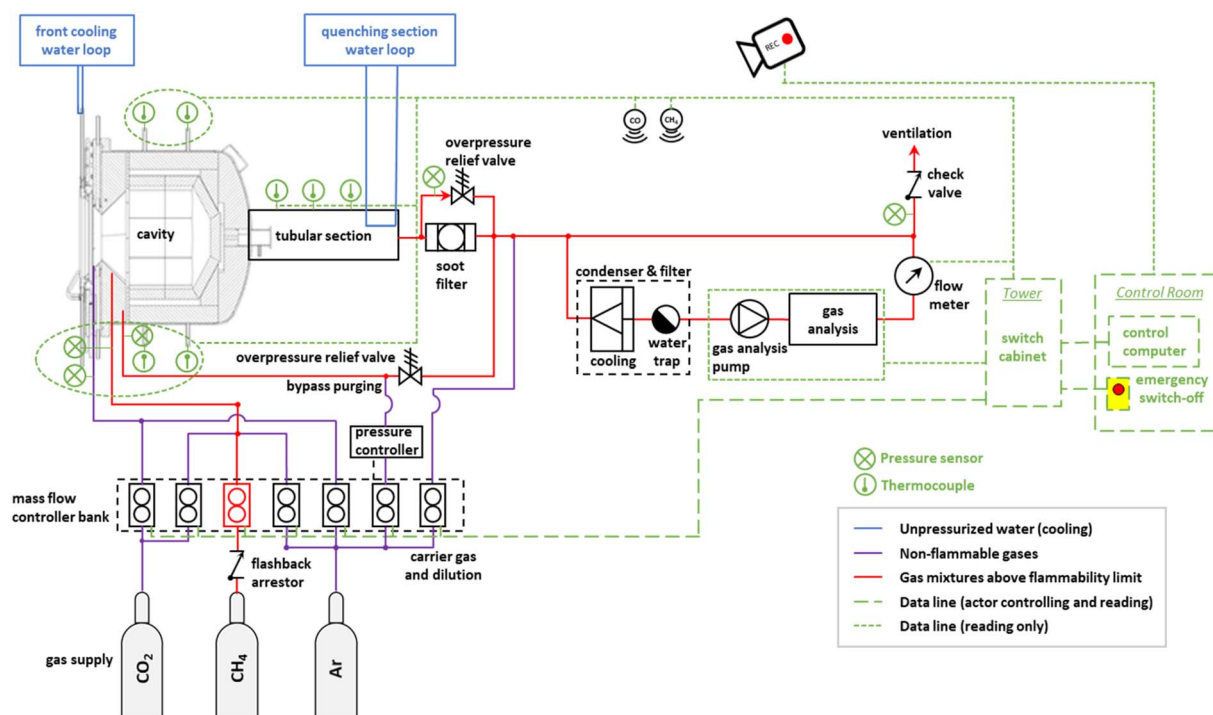 front cooling
water loop
quenching section
water loop
REC
CO
CH₄
ventilation
check
valve
overpressure
relief valve
cavity
tubular section
soot
filter
condenser & filter
cooling
water
trap
gas analysis
pump
gas
analysis
flow
meter
Tower
switch
cabinet
Control Room
control
computer
emergency
switch-off
overpressure relief valve
bypass purging
pressure
controller
mass flow
controller bank
flashback
arrestor
carrier gas
and dilution
gas supply
CO₂
CH₄
Ar
Pressure sensor
Thermocouple
Unpressurized water (cooling)
Non-flammable gases
Gas mixtures above flammability limit
Data line (actor controlling and reading)
Data line (reading only)